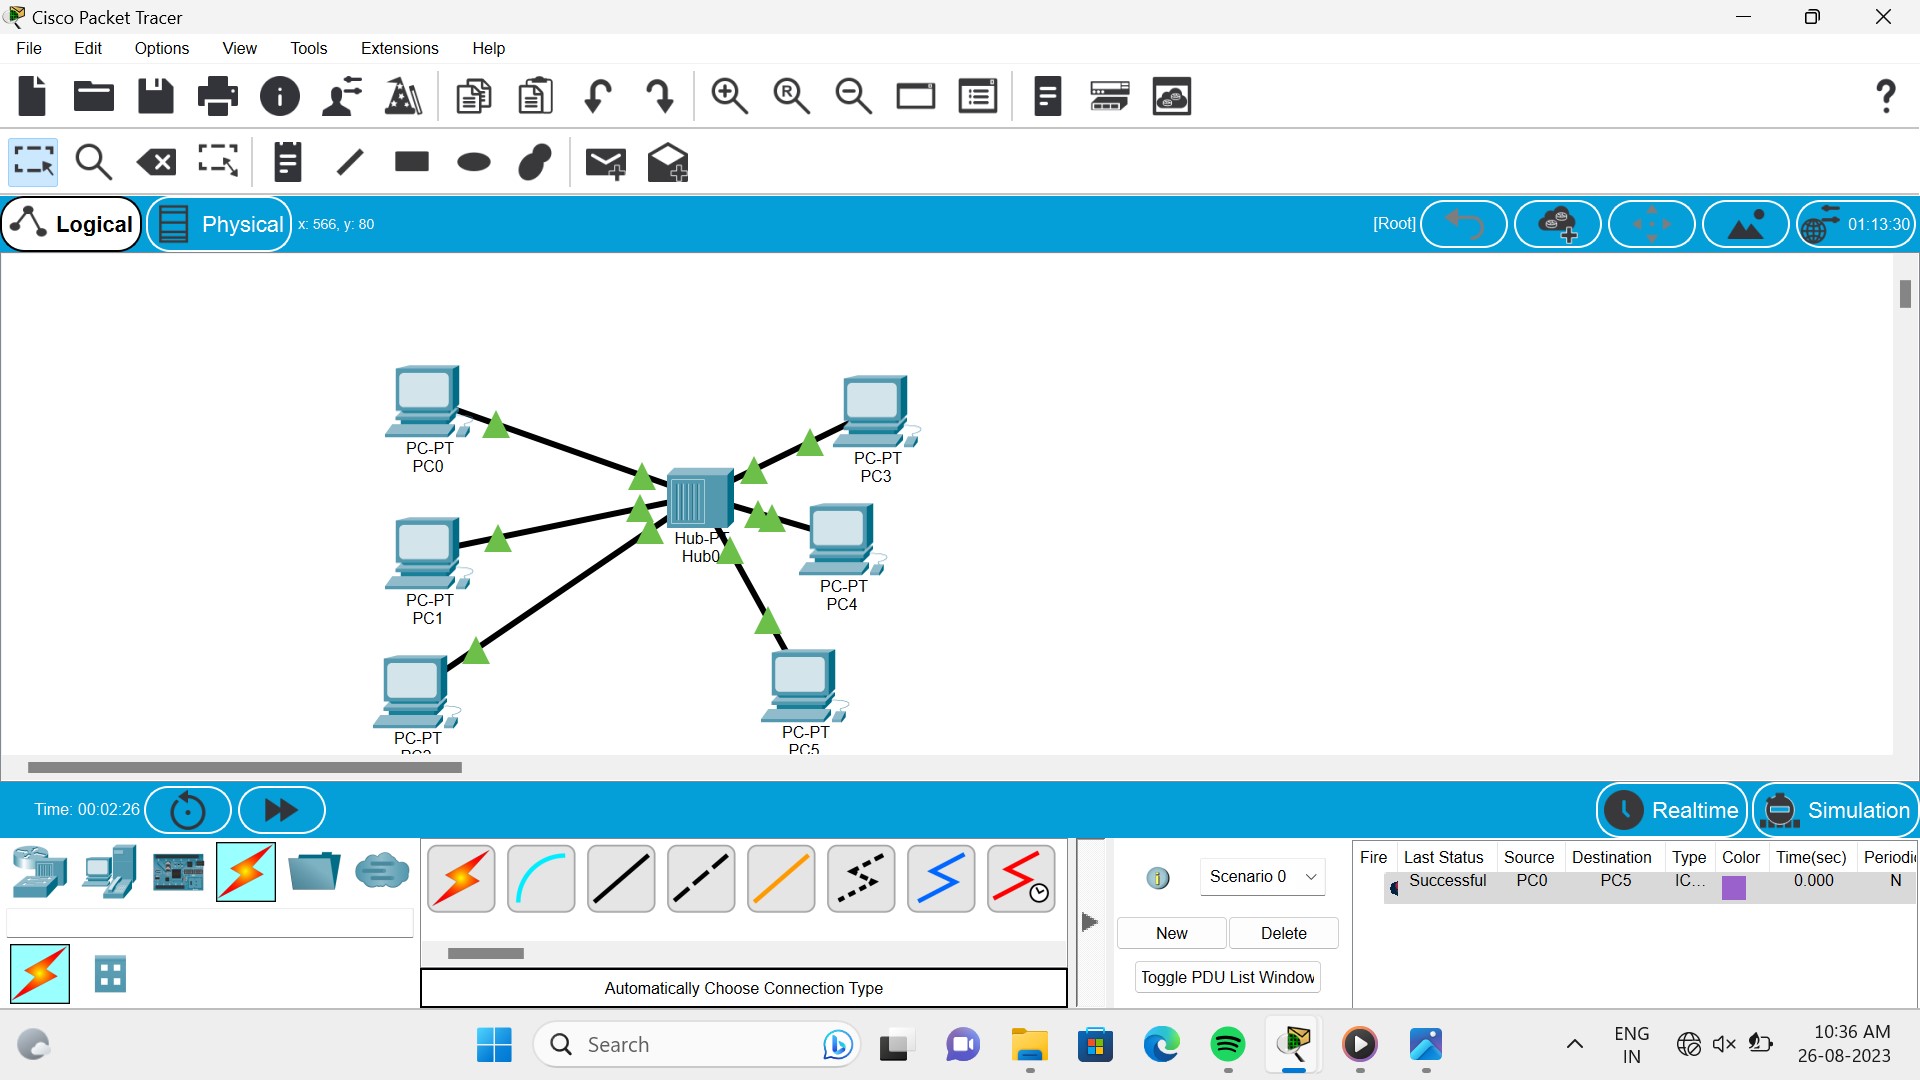 Cisco Packet Tracer
File Edit Options View Tools Extensions Help
Logical Physical x: 566, y: 80 [Root] 01:13:30
PC-PT
PC0
PC-PT
PC3
Hub-PT
Hub0
PC-PT
PC4
PC-PT
PC1
PC-PT
PC-PT
PC5
Time: 00:02:26 Realtime Simulation
Scenario 0
New Delete
Toggle PDU List Window
Fire Last Status Source Destination Type Color Time(sec) Periodic
Successful PC0 PC5 IC... 0.000 N
Automatically Choose Connection Type
Search
ENG
IN
10:36 AM
26-08-2023